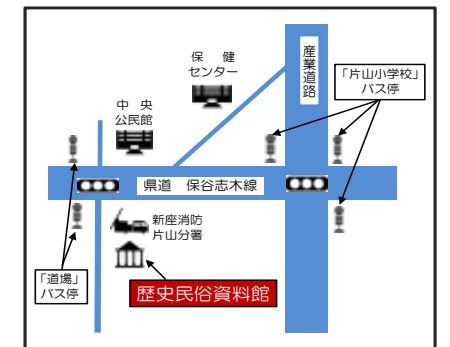 保 健
センター
産業道路
「片山小学校」
バス停
中 央
公民館
県道 保谷志木線
新座消防
片山分署
「道場」
バス停
歴史民俗資料館